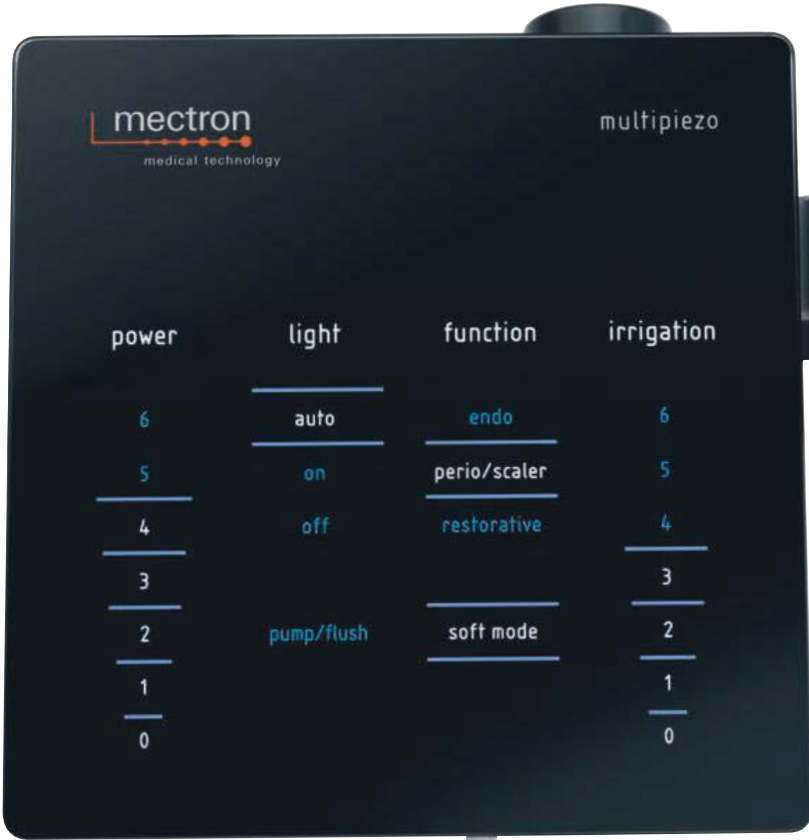 mectron
medical technology
multipiezo
power light function irrigation
6 auto endo 6
5 on perio/scaler 5
4 off restorative 4
3 3
2 pump/flush soft mode 2
1 1
0 0